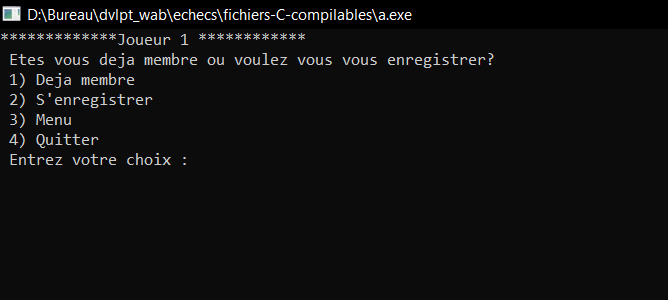 D:\Bureau\dvlpt_wab\echecs\fichiers-C-compilables\a.exe
*************Joueur 1 ************
Etes vous deja membre ou voulez vous vous enregistrer?
1) Deja membre
2) S'enregistrer
3) Menu
4) Quitter
Entrez votre choix :